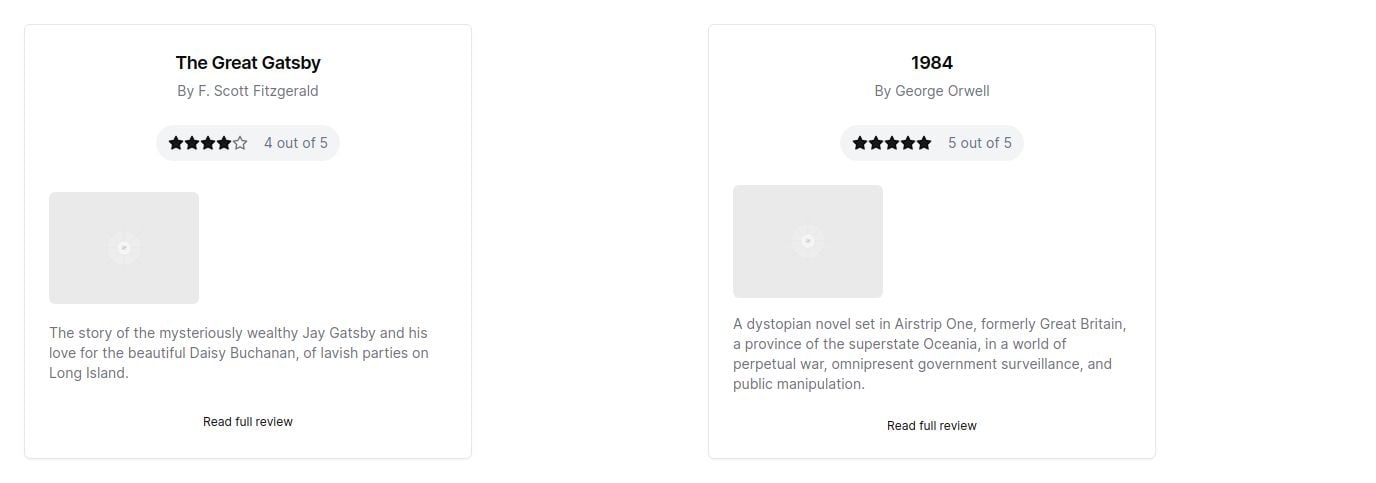 The Great Gatsby
By F. Scott Fitzgerald
4 out of 5
The story of the mysteriously wealthy Jay Gatsby and his
love for the beautiful Daisy Buchanan, of lavish parties on
Long Island.
Read full review
1984
By George Orwell
5 out of 5
A dystopian novel set in Airstrip One, formerly Great Britain,
a province of the superstate Oceania, in a world of
perpetual war, omnipresent government surveillance, and
public manipulation.
Read full review